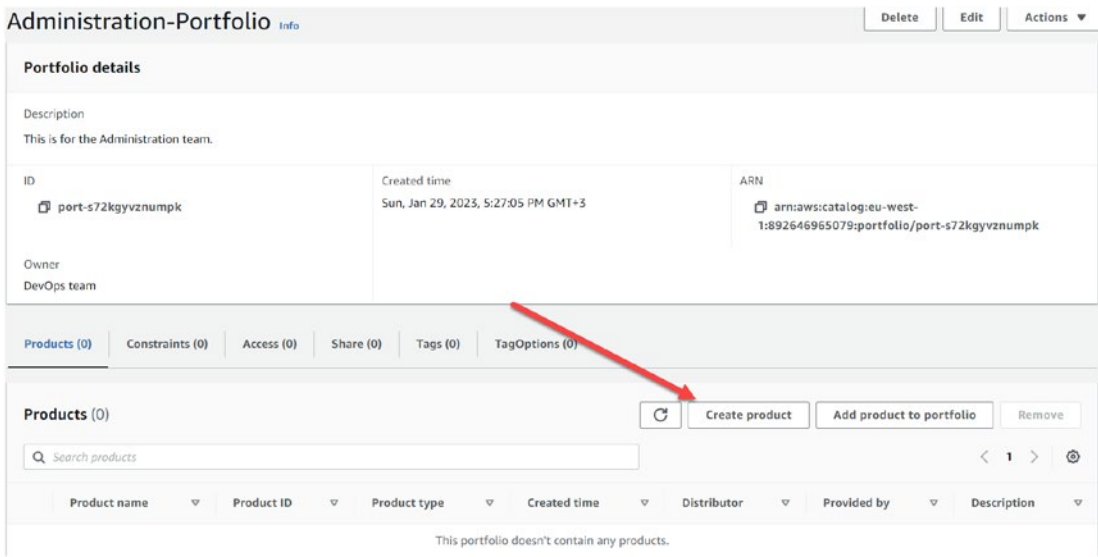 Administration-Portfolio Info
Delete Edit Actions
Portfolio details
Description
This is for the Administration team.
ID Created time ARN
port-s72kgyvznumpk Sun, Jan 29, 2023, 5:27:05 PM GMT+3 arn:aws:catalog:eu-west-
1:892646965079:portfolio/port-s72kgyvznumpk
Owner
DevOps team
Products (0) Constraints (0) Access (0) Share (0) Tags (0) TagOptions (0)
Products (0) Create product Add product to portfolio Remove
Search products 1
Product name Product ID Product type Created time Distributor Provided by Description
This portfolio doesn't contain any products.